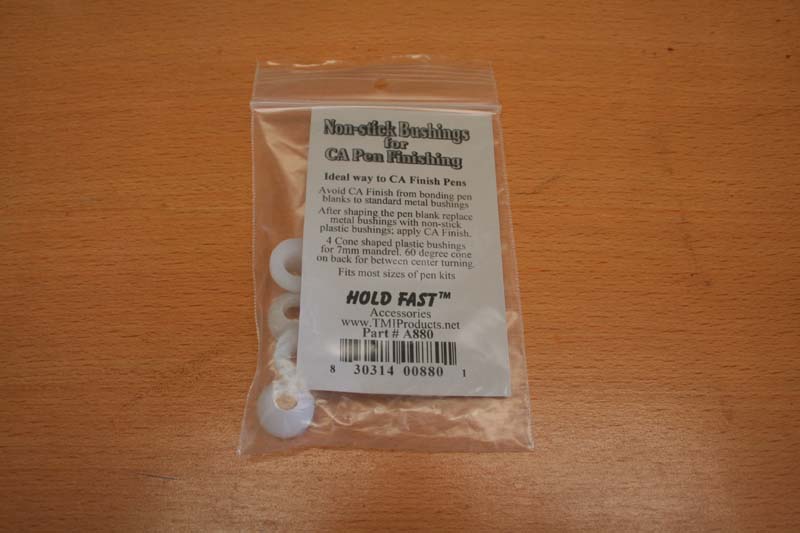 Non-stick Bushings
for
CA Pen Finishing
Ideal way to CA Finish Pens
Avoid CA Finish from bonding pen
blanks to standard metal bushings
After shaping the pen blank replace
metal bushings with non-stick
plastic bushings; apply CA Finish.
4 Cone shaped plastic bushings
for 7mm mandrel. 60 degree cone
on back for between center turning.
Fits most sizes of pen kits
HOLD FAST™
Accessories
www.TMIProducts.net
Part # A880
8 30314 00880 1